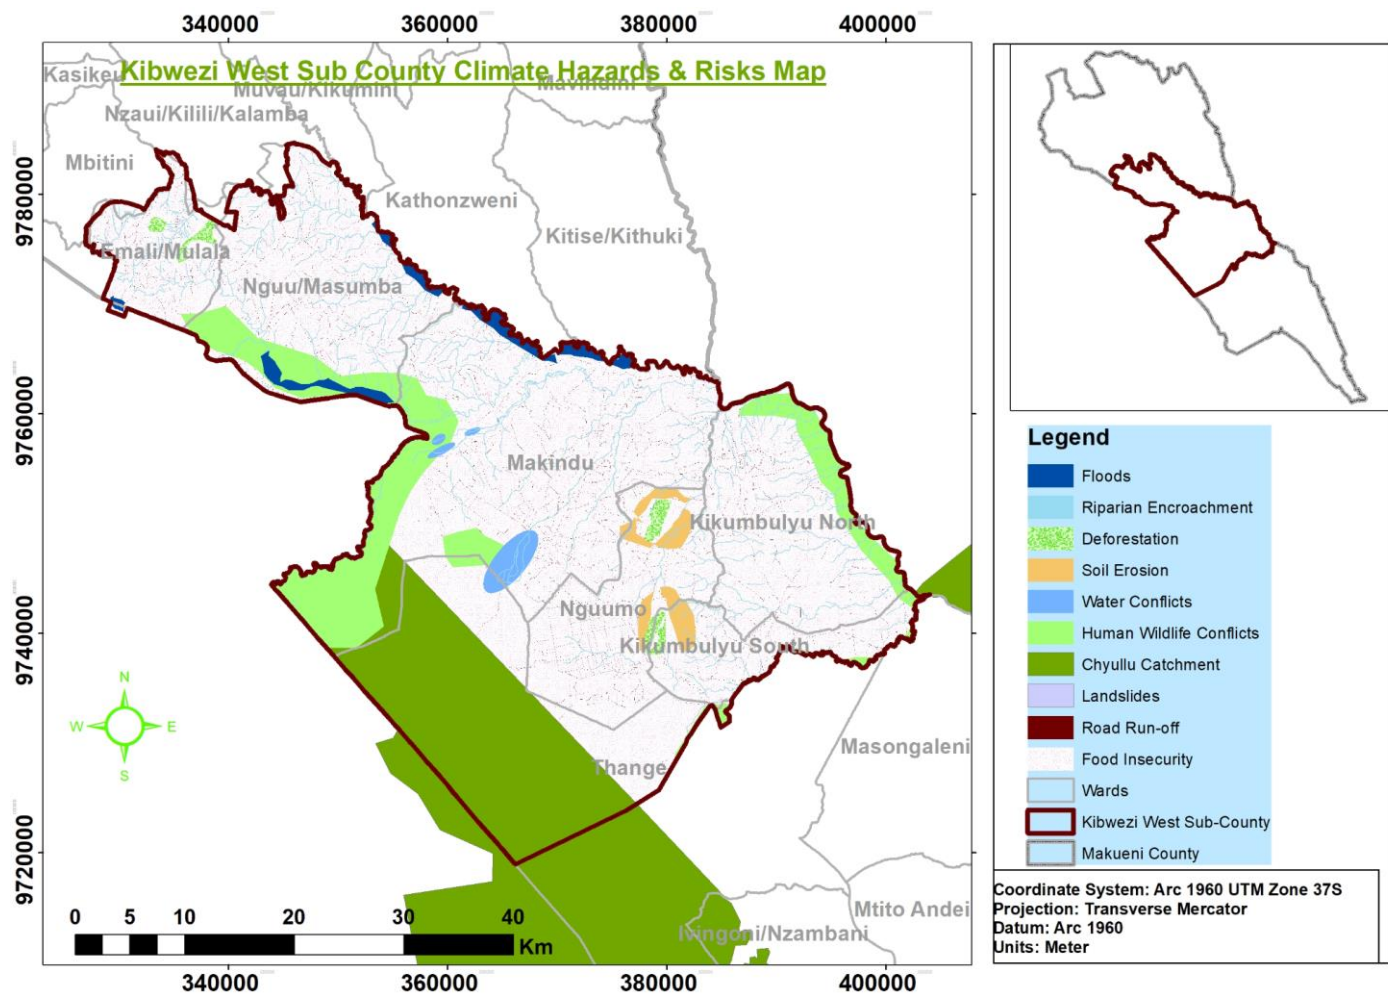 340000
360000
380000
400000
Kibwezi West Sub County Climate Hazards & Risks Map
Kasikeu
Muvau/Kikumini
Mavindini
Nzaui/Kilili/Kalamba
Mbitini
Kathonzweni
Kitise/Kithuki
Emali/Mulala
Nguu/Masumba
Makindu
Kikumbulyu North
Nguumo
Kikumbulyu South
Masongaleni
Thange
Mtito Andei
Ivingoni/Nzambani
9780000
9760000
9740000
9720000
9780000
9760000
9740000
9720000
N
W E
S
0 5 10 20 30 40
Km
340000
360000
380000
400000
Legend
Floods
Riparian Encroachment
Deforestation
Soil Erosion
Water Conflicts
Human Wildlife Conflicts
Chyullu Catchment
Landslides
Road Run-off
Food Insecurity
Wards
Kibwezi West Sub-County
Makueni County
Coordinate System: Arc 1960 UTM Zone 37S
Projection: Transverse Mercator
Datum: Arc 1960
Units: Meter